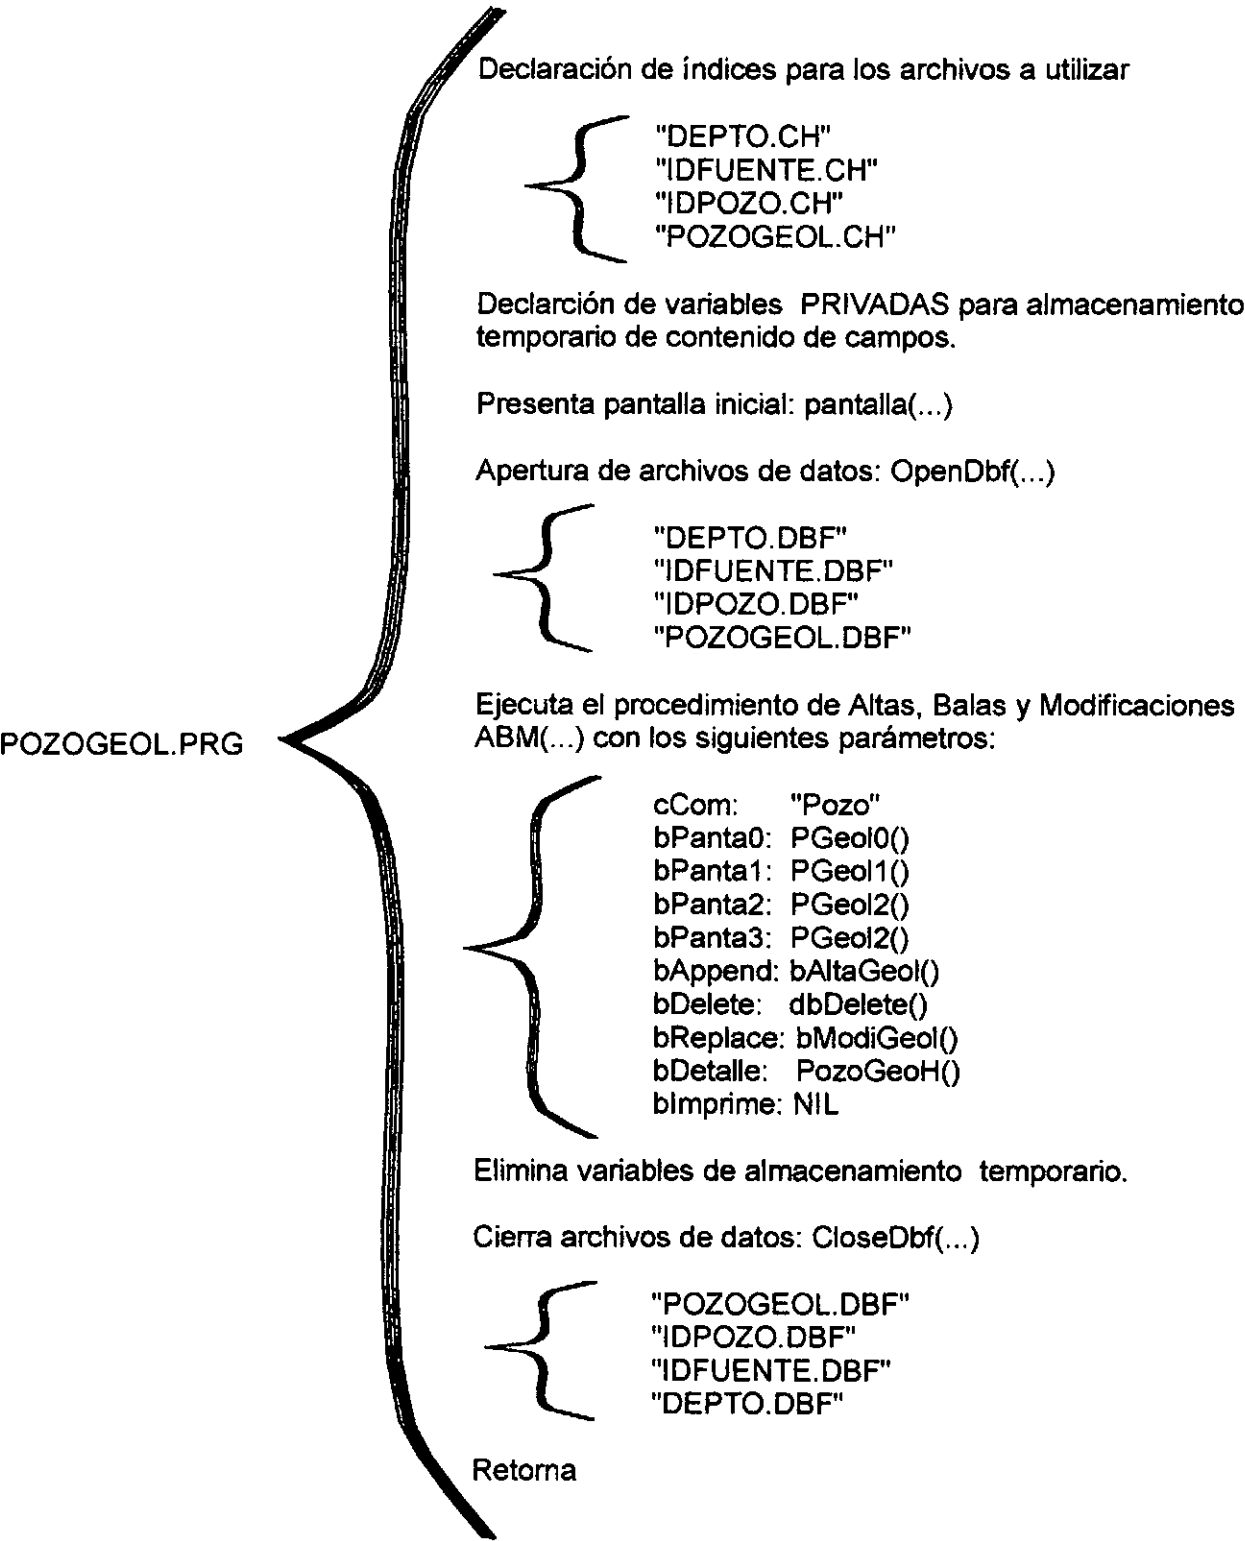 Declaración de índices para los archivos a utilizar
"DEPTO.CH"
"IDFUENTE.CH"
"IDPOZO.CH"
"POZOGEOL.CH"
Declarción de variables PRIVADAS para almacenamiento
temporario de contenido de campos.
Presenta pantalla inicial: pantalla(...)
Apertura de archivos de datos: OpenDbf(...)
"DEPTO.DBF"
"IDFUENTE.DBF"
"IDPOZO.DBF"
"POZOGEOL.DBF"
Ejecuta el procedimiento de Altas, Balas y Modificaciones
ABM(...) con los siguientes parámetros:
POZOGEOL.PRG
cCom: "Pozo"
bPanta0: PGeol0()
bPanta1: PGeol1()
bPanta2: PGeol2()
bPanta3: PGeol2()
bAppend: bAltaGeol()
bDelete: dbDelete()
bReplace: bModiGeol()
bDetalle: PozoGeoH()
bImprime: NIL
Elimina variables de almacenamiento temporario.
Cierra archivos de datos: CloseDbf(...)
"POZOGEOL.DBF"
"IDPOZO.DBF"
"IDFUENTE.DBF"
"DEPTO.DBF"
Retorna